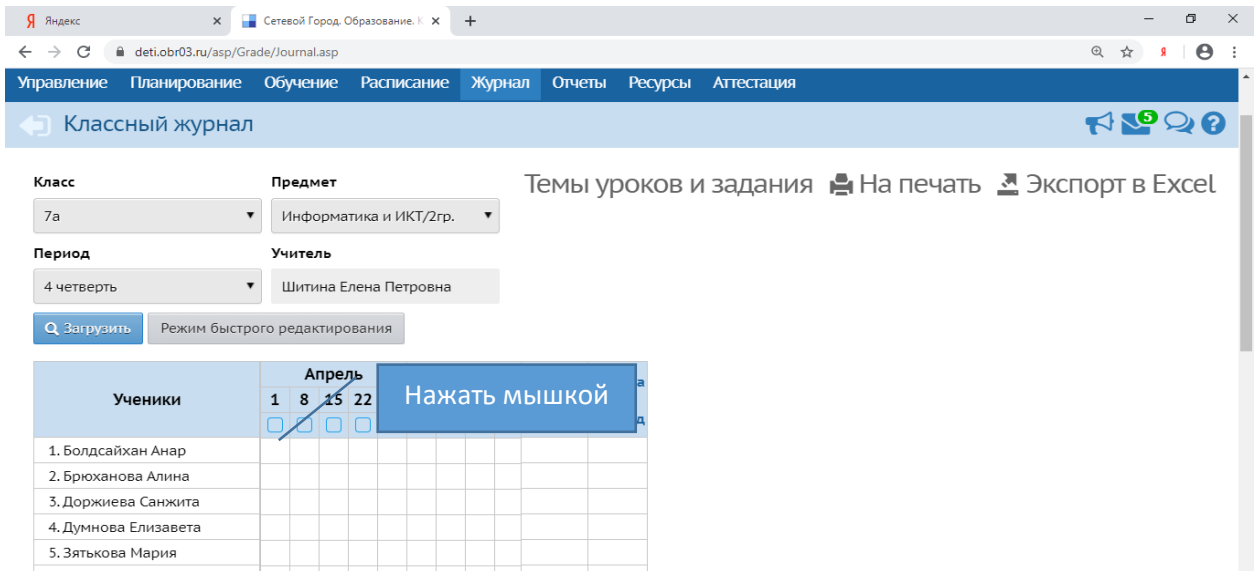 Яндекс
Сетевой Город. Образование. К
deti.obr03.ru/asp/Grade/Journal.asp
Я
Управление Планирование Обучение Расписание Журнал Отчеты Ресурсы Аттестация
Классный журнал
5
Класс Предмет
Темы уроков и задания На печать Экспорт в Excel
7а Информатика и ИКТ/2гр.
Период Учитель
4 четверть Шитина Елена Петровна
Загрузить Режим быстрого редактирования
Ученики
Апрель
1 8 15 22
Нажать мышкой
а
д
1. Болдсайхан Анар
2. Брюханова Алина
3. Доржиева Санжита
4. Думнова Елизавета
5. Зятькова Мария